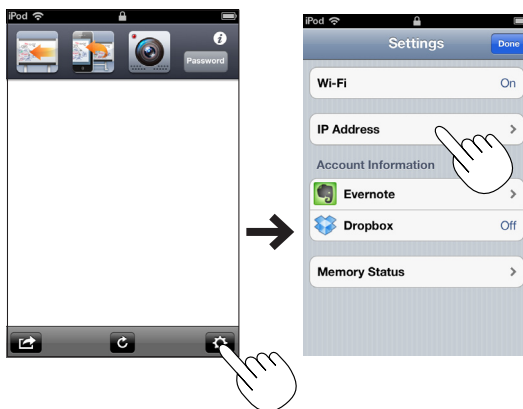 iPod
Password
iPod
Settings
Done
Wi-Fi
On
IP Address
Account Information
Evernote
Dropbox
Off
Memory Status